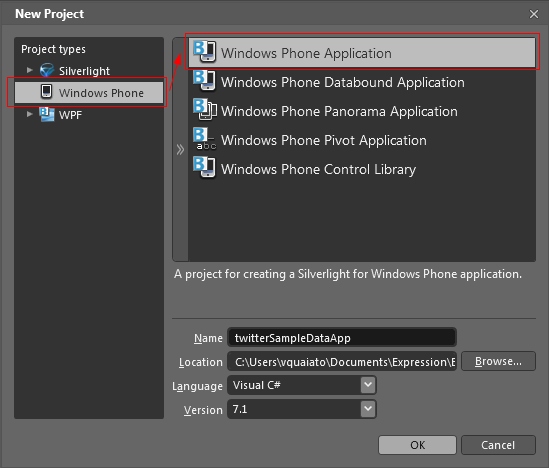 New Project
Project types
Silverlight
Windows Phone
WPF
Windows Phone Application
Windows Phone Databound Application
Windows Phone Panorama Application
Windows Phone Pivot Application
Windows Phone Control Library
A project for creating a Silverlight for Windows Phone application.
Name twitterSampleDataApp
Location C:\Users\vquaiato\Documents\Expression\E Browse...
Language Visual C#
Version 7.1
OK Cancel